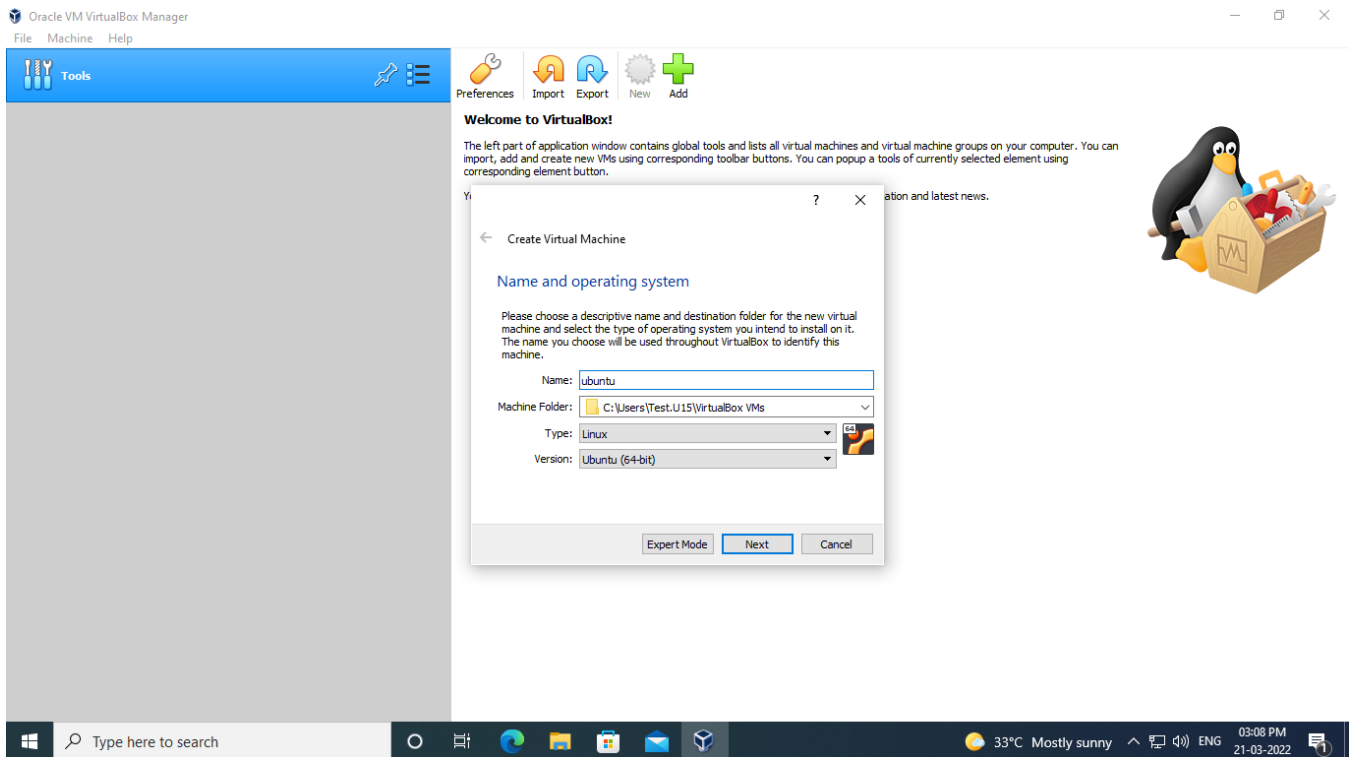 Oracle VM VirtualBox Manager
File Machine Help
Tools
Preferences Import Export New Add
Welcome to VirtualBox!
The left part of application window contains global tools and lists all virtual machines and virtual machine groups on your computer. You can
import, add and create new VMs using corresponding toolbar buttons. You can popup a tools of currently selected element using
corresponding element button.
ation and latest news.
?
Create Virtual Machine
Name and operating system
Please choose a descriptive name and destination folder for the new virtual
machine and select the type of operating system you intend to install on it.
The name you choose will be used throughout VirtualBox to identify this
machine.
Name: ubuntu
Machine Folder: C:\Users\Test.U15\VirtualBox VMs
Type: Linux
64
Version: Ubuntu (64-bit)
Expert Mode Next Cancel
Type here to search
33°C Mostly sunny
ENG
03:08 PM
21-03-2022
1